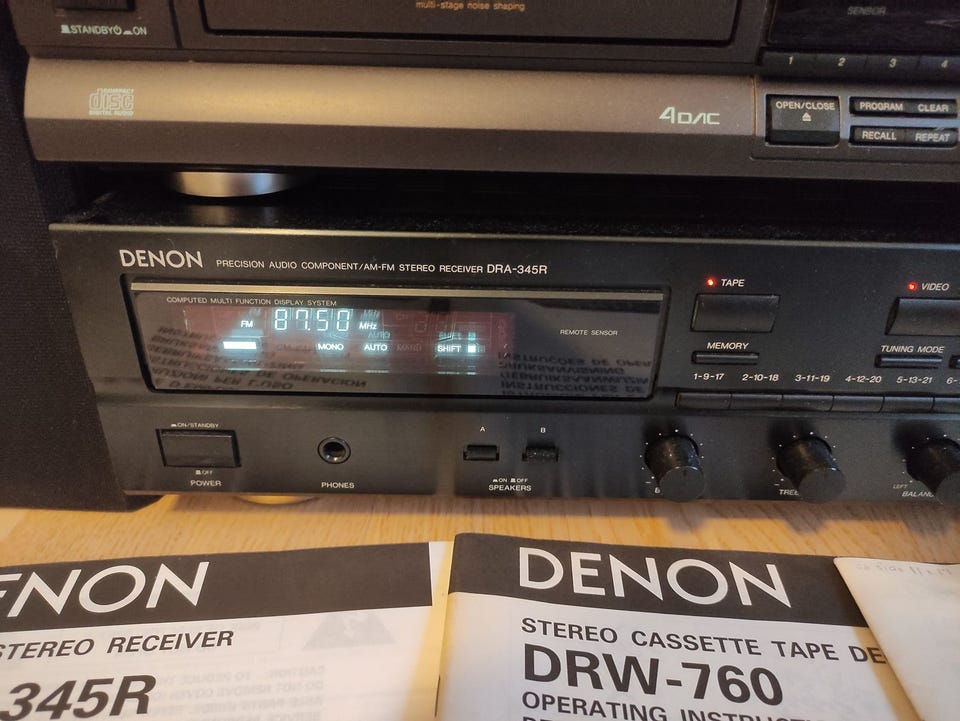 multi-stage noise shaping
SENSOR
STANDBY ON
1 2 3 4
COMPACT
disc
DIGITAL AUDIO
4DAC
OPEN/CLOSE
PROGRAM CLEAR
RECALL REPEAT
DENON PRECISION AUDIO COMPONENT/AM-FM STEREO RECEIVER DRA-345R
COMPUTED MULTI FUNCTION DISPLAY SYSTEM
FM 87.50 MHz
MONO AUTO SHIFT
REMOTE SENSOR
TAPE
VIDEO
MEMORY
TUNING MODE
1-9-17 2-10-18 3-11-19 4-12-20 5-13-21
ON/STANDBY
OFF
POWER
PHONES
A B
ON OFF
SPEAKERS
LEFT
BALANC
ENON
STEREO RECEIVER
345R
DENON
STEREO CASSETTE TAPE DE
DRW-760
OPERATING INSTRUCT